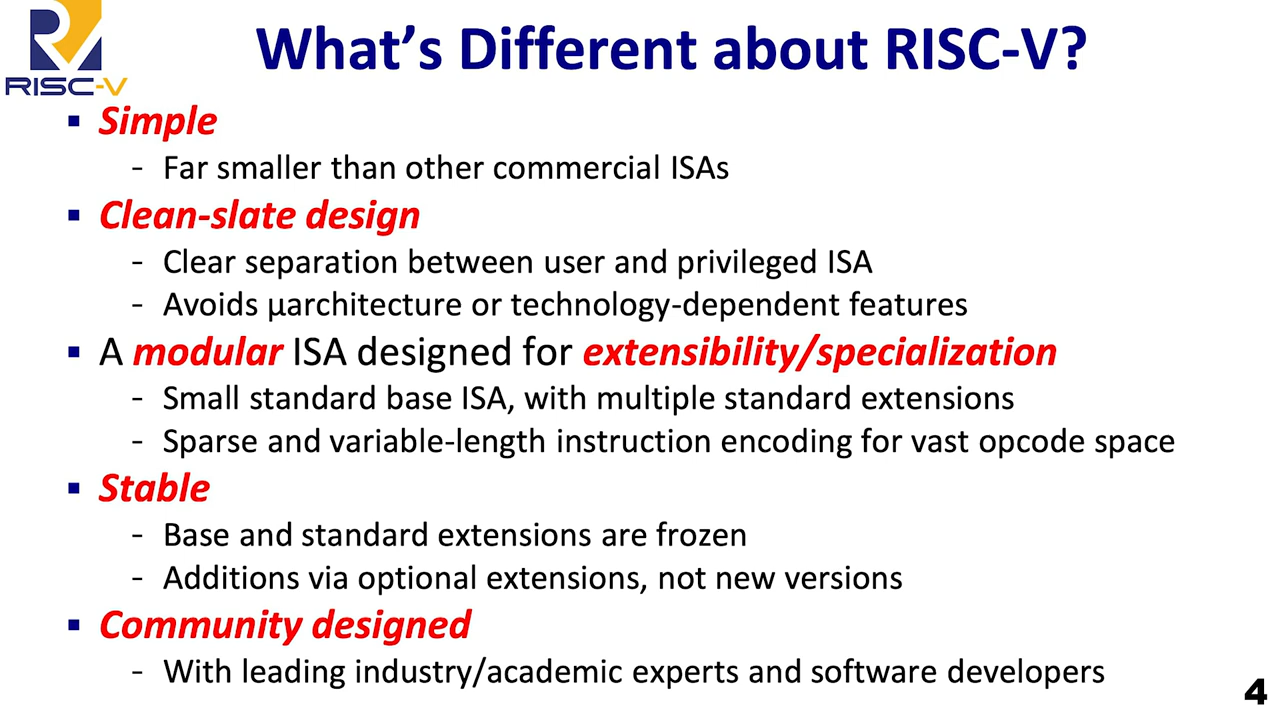 RISC-V
What's Different about RISC-V?
▪ Simple
- Far smaller than other commercial ISAs
▪ Clean-slate design
- Clear separation between user and privileged ISA
- Avoids µarchitecture or technology-dependent features
▪ A modular ISA designed for extensibility/specialization
- Small standard base ISA, with multiple standard extensions
- Sparse and variable-length instruction encoding for vast opcode space
▪ Stable
- Base and standard extensions are frozen
- Additions via optional extensions, not new versions
▪ Community designed
- With leading industry/academic experts and software developers
4